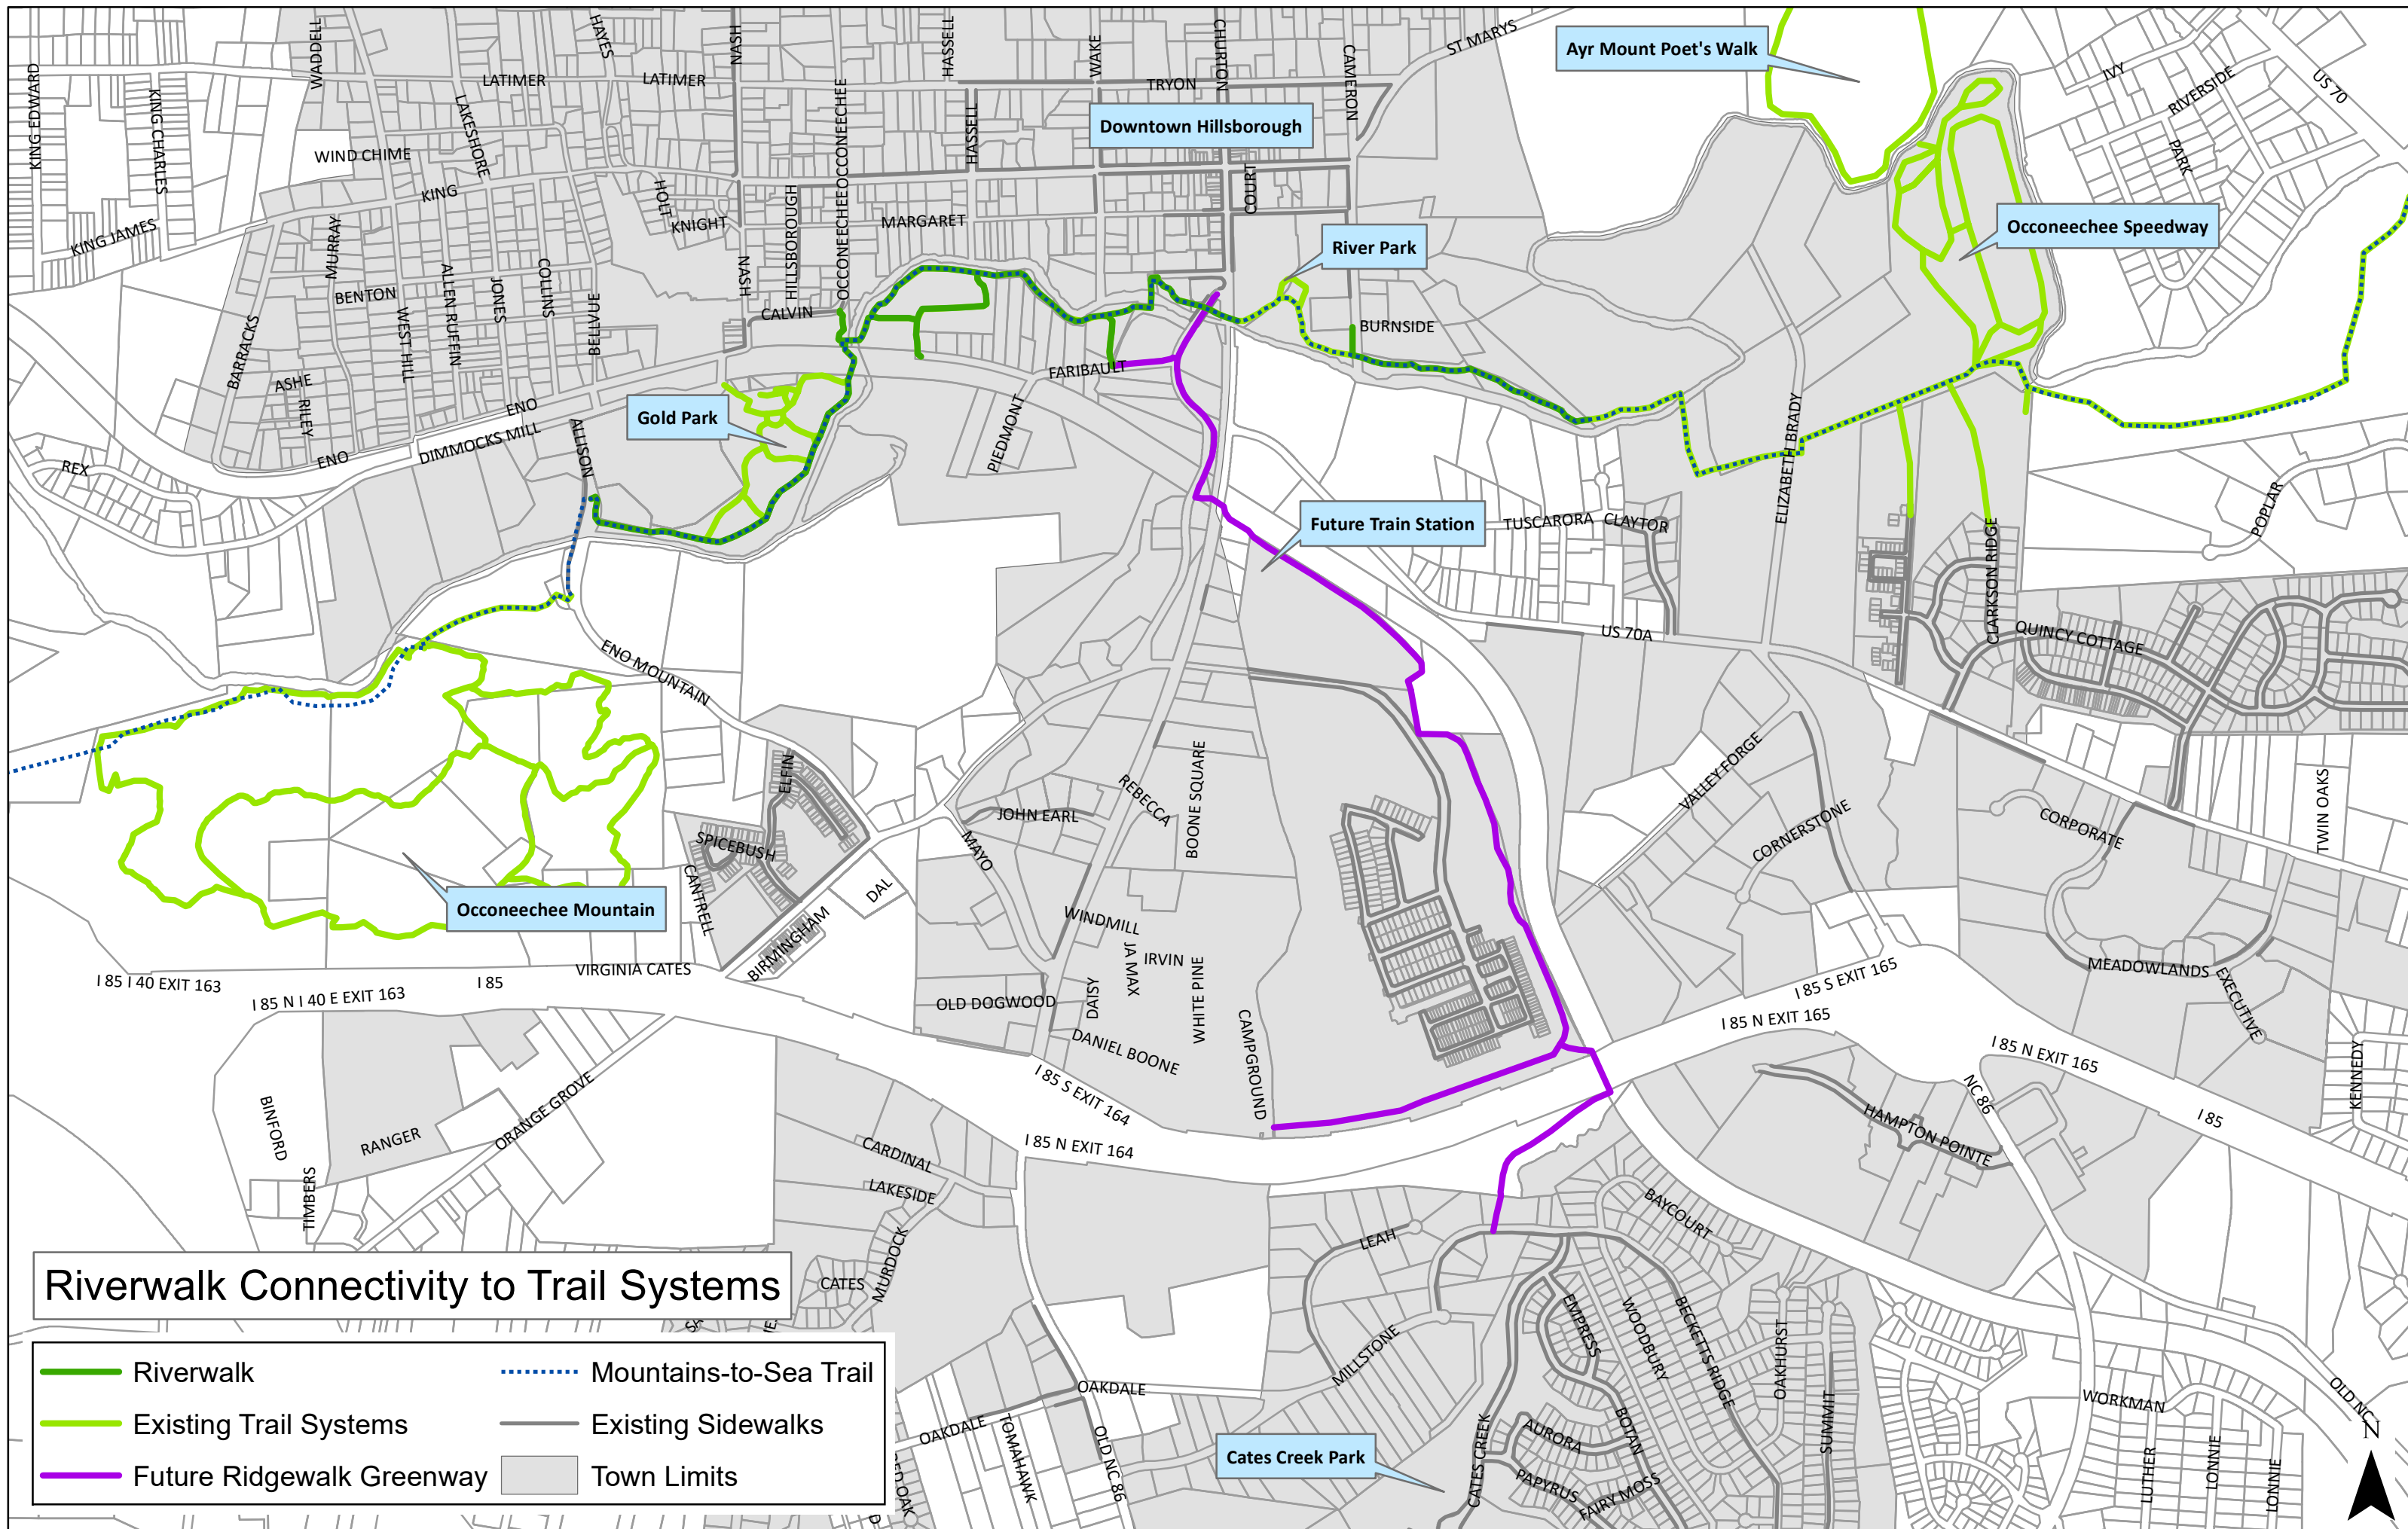 WADDELL
HAYES
NASH
HASSELL
WAKE
CHURTON
CAMERON
ST MARYS
Ayr Mount Poet's Walk
IVY
RIVERSIDE
US 70
KING EDWARD
KING CHARLES
LATIMER
LATIMER
TRYON
LAKESHORE
OCCONEECHEE
OCCONEECHEE
HASSELL
Downtown Hillsborough
PARK
WIND CHIME
KING
HOLT
KNIGHT
HILLSBOROUGH
MARGARET
COURT
KING JAMES
MURRAY
River Park
Occoneechee Speedway
NASH
BENTON
ALLEN RUFFIN
JONES
COLLINS
BELLVUE
WEST HILL
CALVIN
BURNSIDE
BARRACKS
ASHE
RILEY
FARIBAULT
ENO
Gold Park
PIEDMONT
ELIZABETH BRADY
REX
ENO
DIMMOCKS MILL
ALLISON
Future Train Station
TUSCARORA
CLAYTOR
POPLAR
CLARKSON RIDGE
US 70A
QUINCY COTTAGE
ENO MOUNTAIN
ELFIN
REBECCA
BOONE SQUARE
VALLEY FORGE
TWIN OAKS
JOHN EARL
MAYO
SPICEBUSH
CORNERSTONE
CORPORATE
CANTRELL
DAL
Occoneechee Mountain
WINDMILL
BIRMINGHAM
JA MAX
IRVIN
WHITE PINE
VIRGINIA CATES
I 85 I 40 EXIT 163
I 85 N I 40 E EXIT 163
I 85
I 85 S EXIT 165
MEADOWLANDS
EXECUTIVE
OLD DOGWOOD
DAISY
DANIEL BOONE
CAMPGROUND
I 85 N EXIT 165
I 85 N EXIT 165
KENNEDY
I 85 S EXIT 164
NC 86
I 85
BINFORD
RANGER
ORANGE GROVE
I 85 N EXIT 164
HAMPTON POINTE
CARDINAL
LAKESIDE
TIMBERS
BAYCOURT
LEAH
MURDOCK
CATES
Riverwalk Connectivity to Trail Systems
EMPRESS
WOODBURY
BECKETTS RIDGE
OAKHURST
MILLSTONE
Riverwalk
Mountains-to-Sea Trail
Existing Trail Systems
Existing Sidewalks
Future Ridgewalk Greenway
Town Limits
OAKDALE
OAKDALE
TOMAHAWK
OLD NC 86
Cates Creek Park
CATES CREEK
AURORA
BOTAN
PAPYRUS
FAIRY MOSS
SUMMIT
WORKMAN
LUTHER
LONNIE
LONNIE
OLD NC
N